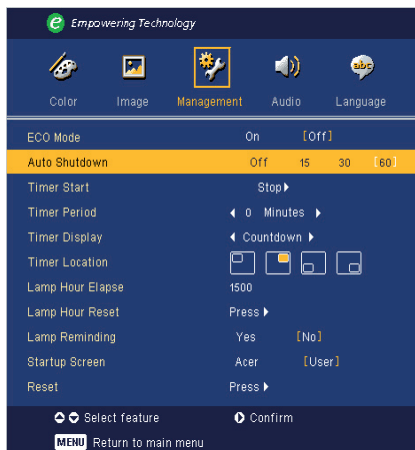 e Empowering Technology
abc
Color Image Management Audio Language
ECO Mode On [Off]
Auto Shutdown Off 15 30 [60]
Timer Start Stop
Timer Period 0 Minutes
Timer Display Countdown
Timer Location
Lamp Hour Elapse 1500
Lamp Hour Reset Press
Lamp Reminding Yes [No]
Startup Screen Acer [User]
Reset Press
Select feature Confirm
MENU Return to main menu